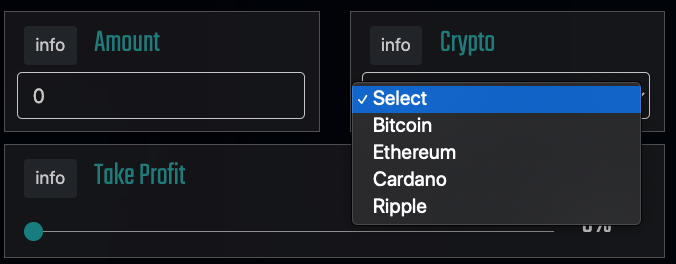 info Amount
0
info Crypto
✓ Select
Bitcoin
Ethereum
Cardano
Ripple
info Take Profit